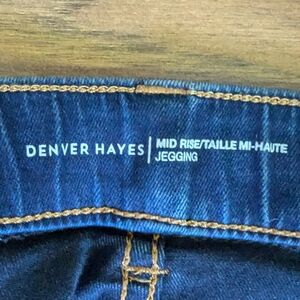 DENVER HAYES
MID RISE/TAILLE MI-HAUTE
JEGGING